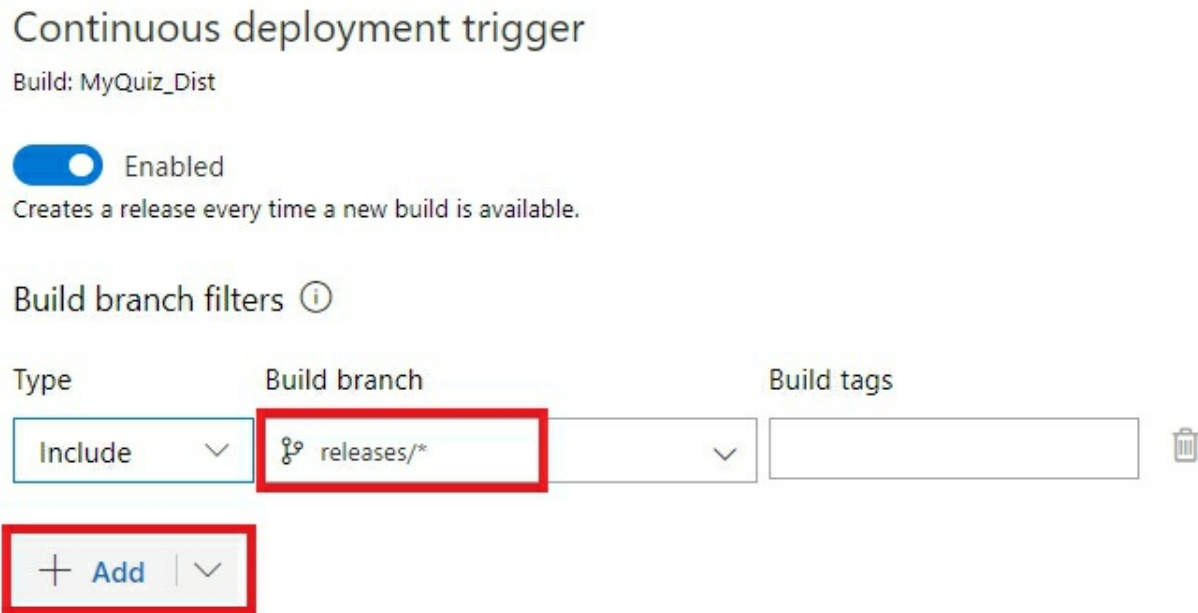 Continuous deployment trigger
Build: MyQuiz_Dist
Enabled
Creates a release every time a new build is available.
Build branch filters
Type Build branch Build tags
Include releases/*
Add